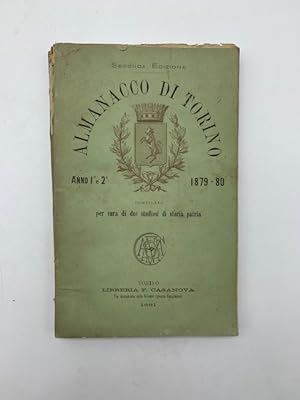 Seconda Edizione
ALMANACCO DI TORINO
ANNO 1° e 2° 1879-80
COMPILATO
per cura di due studiosi di storia patria
TORINO
LIBRERIA F. CASANOVA
1881